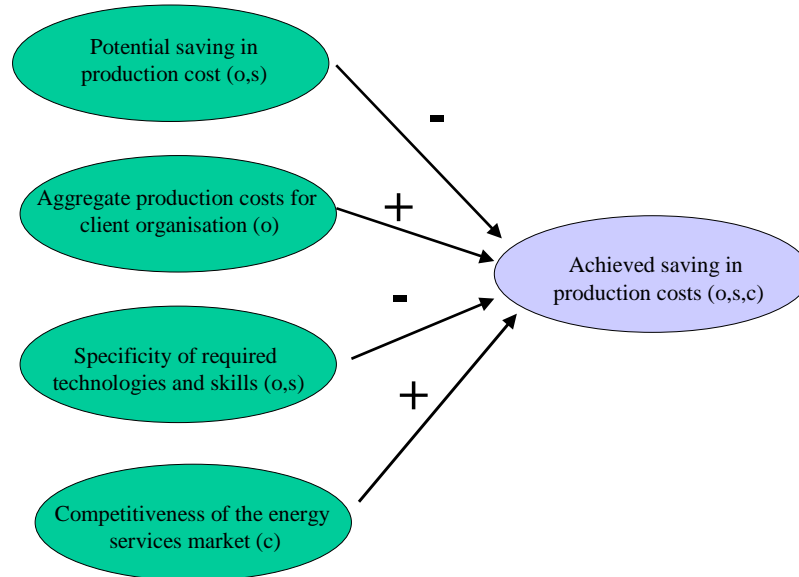 Potential saving in
production cost (o,s)
-
Aggregate production costs for
client organisation (o)
+
Achieved saving in
production costs (o,s,c)
-
Specificity of required
technologies and skills (o,s)
+
Competitiveness of the energy
services market (c)